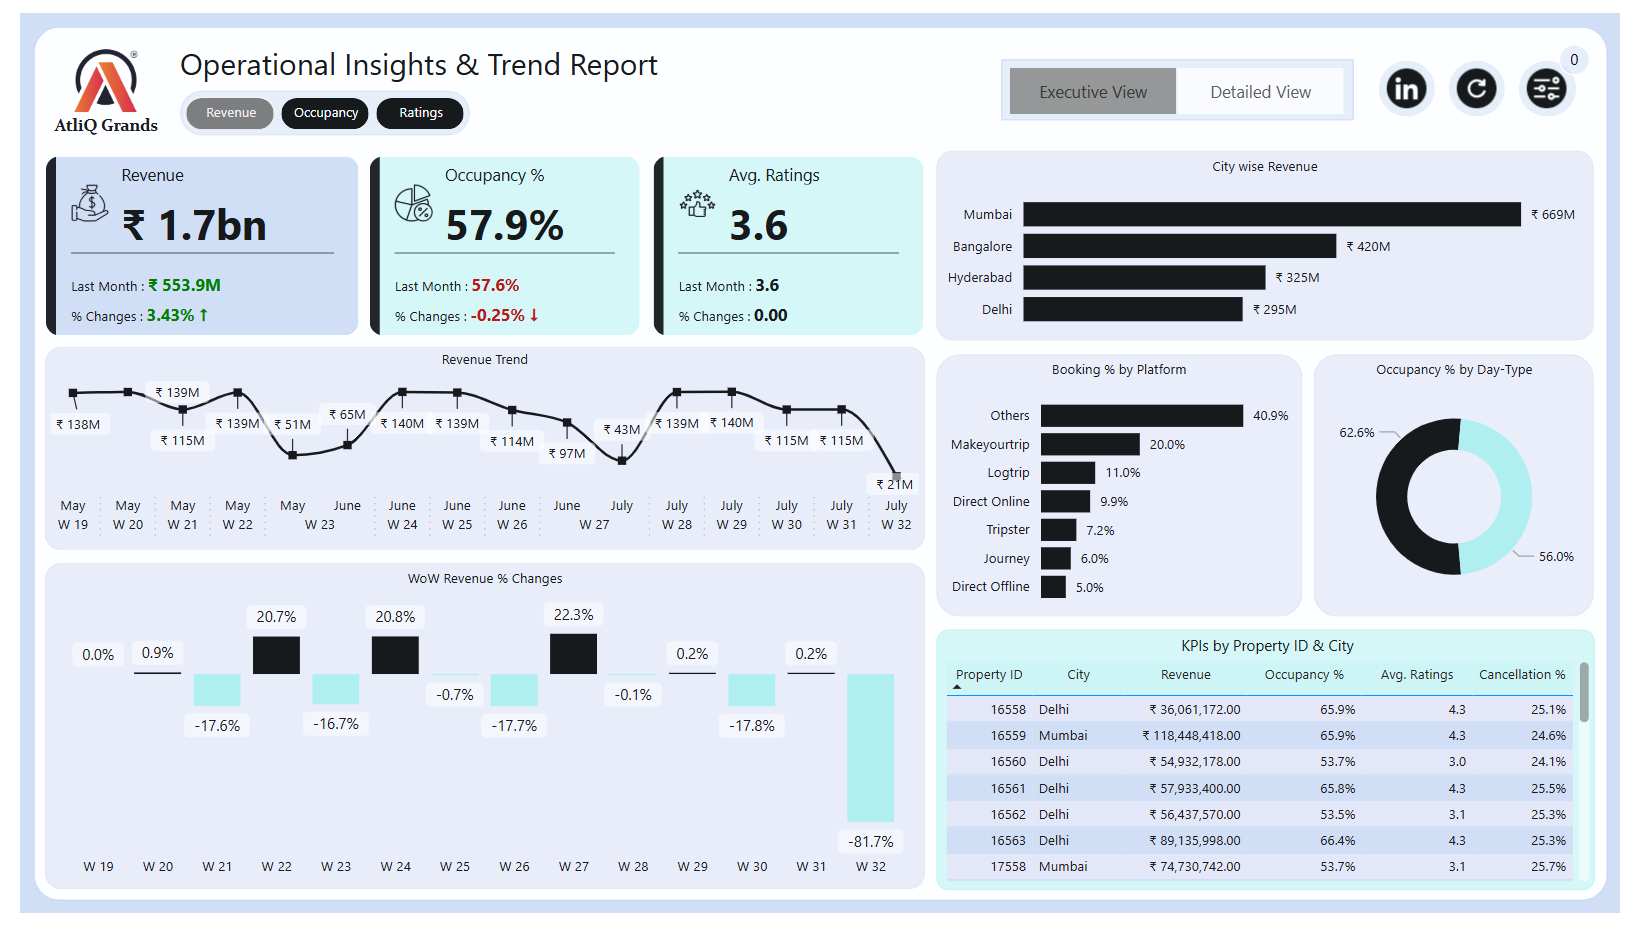 Operational Insights & Trend Report
AtliQ Grands
®
Revenue
Occupancy
Ratings
Executive View
Detailed View
in
0
Revenue
₹ 1.7bn
Last Month : ₹ 553.9M
% Changes : 3.43% ↑
Occupancy %
57.9%
Last Month : 57.6%
% Changes : -0.25% ↓
Avg. Ratings
3.6
Last Month : 3.6
% Changes : 0.00
City wise Revenue
Mumbai ₹ 669M
Bangalore ₹ 420M
Hyderabad ₹ 325M
Delhi ₹ 295M
Revenue Trend
₹ 138M
₹ 139M
₹ 115M
₹ 139M
₹ 51M
₹ 65M
₹ 140M
₹ 139M
₹ 114M
₹ 97M
₹ 43M
₹ 139M
₹ 140M
₹ 115M
₹ 115M
₹ 21M
May May May May May June June June June June July July July July July July
W 19 W 20 W 21 W 22 W 23 W 24 W 25 W 26 W 27 W 28 W 29 W 30 W 31 W 32
Booking % by Platform
Others 40.9%
Makeyourtrip 20.0%
Logtrip 11.0%
Direct Online 9.9%
Tripster 7.2%
Journey 6.0%
Direct Offline 5.0%
Occupancy % by Day-Type
62.6%
56.0%
WoW Revenue % Changes
0.0%
0.9%
-17.6%
20.7%
-16.7%
20.8%
-0.7%
-17.7%
22.3%
-0.1%
0.2%
-17.8%
0.2%
-81.7%
W 19 W 20 W 21 W 22 W 23 W 24 W 25 W 26 W 27 W 28 W 29 W 30 W 31 W 32
KPIs by Property ID & City
Property ID City Revenue Occupancy % Avg. Ratings Cancellation %
16558 Delhi ₹ 36,061,172.00 65.9% 4.3 25.1%
16559 Mumbai ₹ 118,448,418.00 65.9% 4.3 24.6%
16560 Delhi ₹ 54,932,178.00 53.7% 3.0 24.1%
16561 Delhi ₹ 57,933,400.00 65.8% 4.3 25.5%
16562 Delhi ₹ 56,437,570.00 53.5% 3.1 25.3%
16563 Delhi ₹ 89,135,998.00 66.4% 4.3 25.3%
17558 Mumbai ₹ 74,730,742.00 53.7% 3.1 25.7%